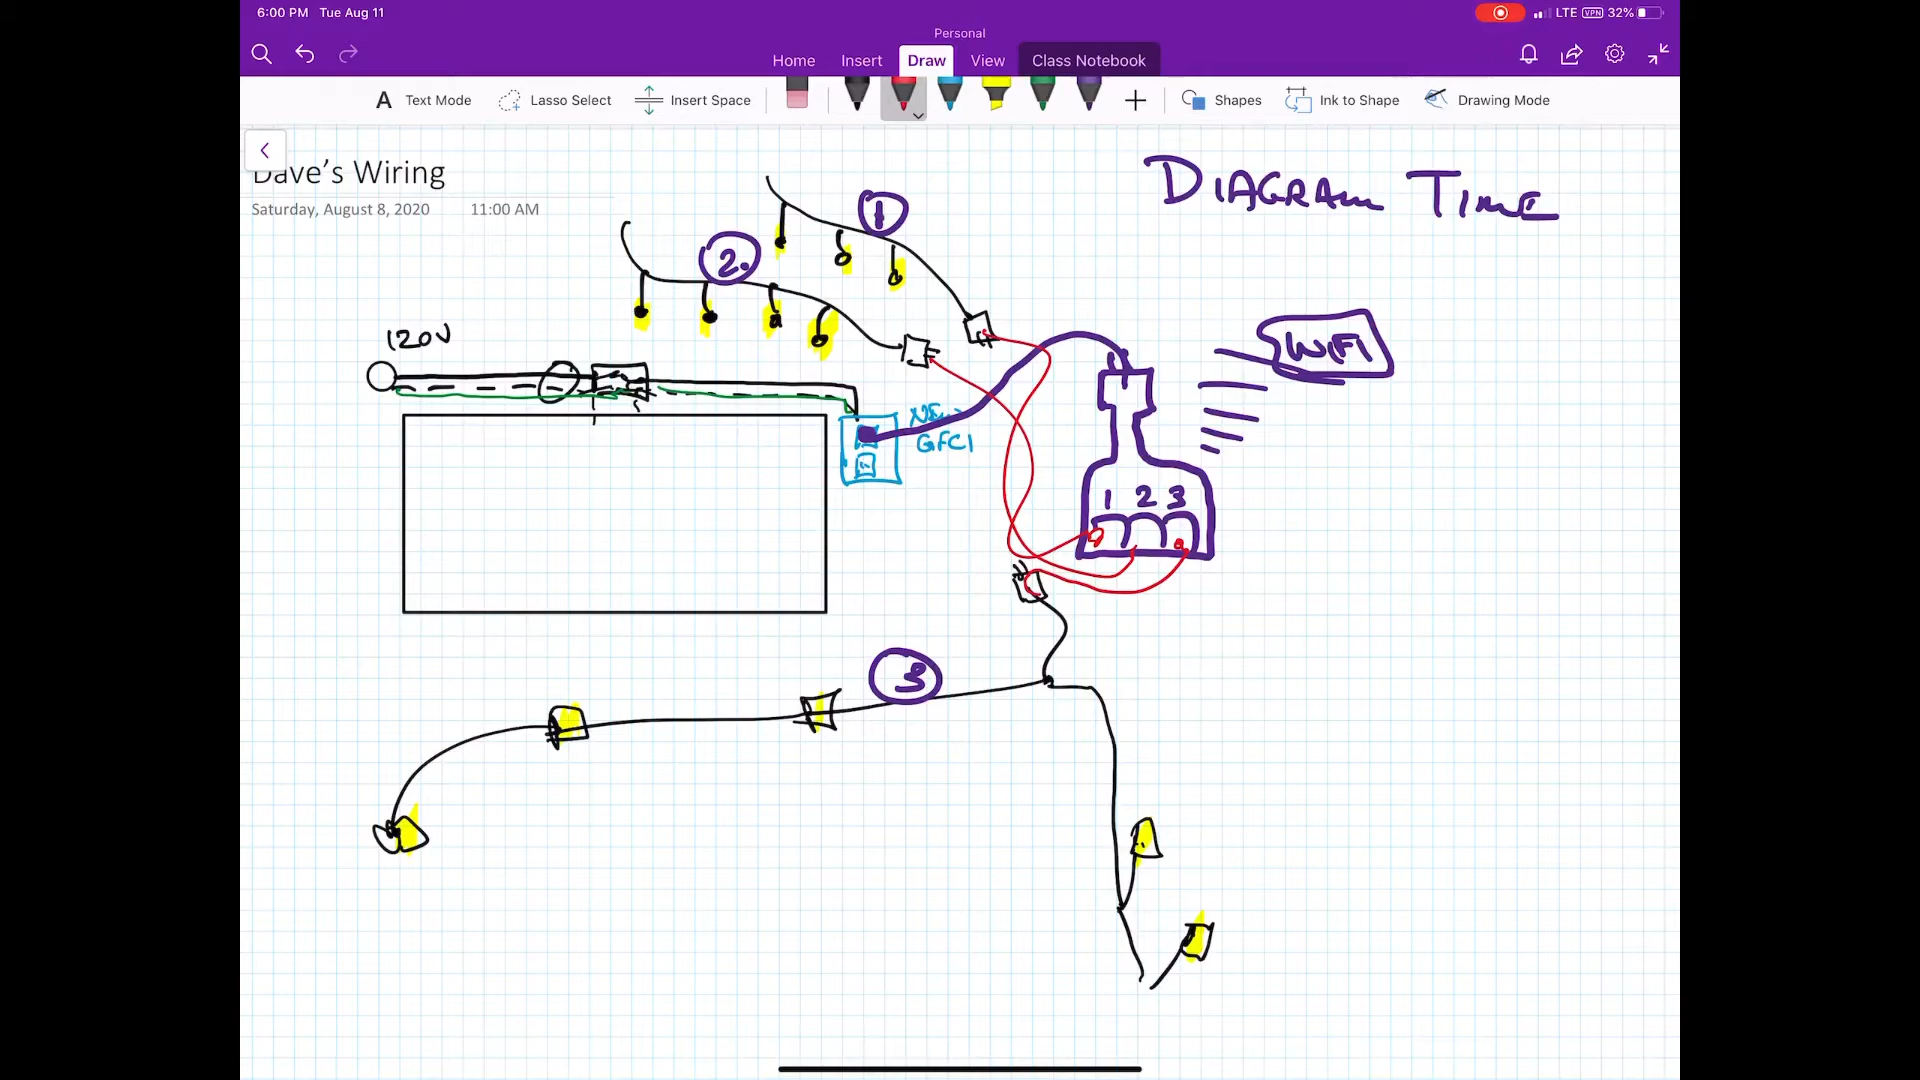 6:00 PM Tue Aug 11
LTE VPN 32%
Personal
Home Insert Draw View Class Notebook
A Text Mode Lasso Select Insert Space Shapes Ink to Shape Drawing Mode
Dave's Wiring
Saturday, August 8, 2020 11:00 AM
DIAGRAM TIME
1
2.
120V
WIFI
NEW
GFCI
1 2 3
3